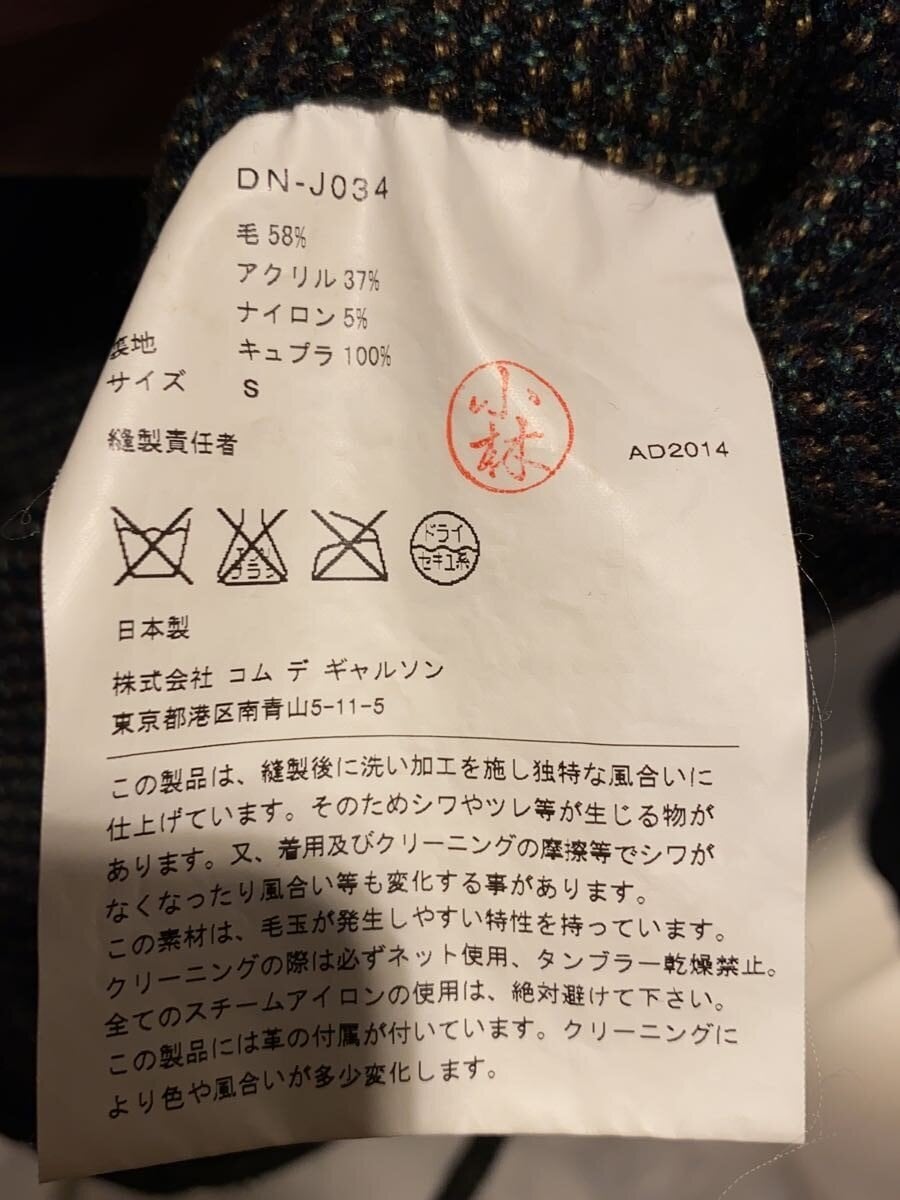 DN-J034
毛 58%
アクリル 37%
ナイロン 5%
裏地 キュプラ 100%
サイズ S
小林
縫製責任者
AD2014
エンソ
サラシ
ドライ
セキユ系
日本製
株式会社 コム デ ギャルソン
東京都港区南青山5-11-5
この製品は、縫製後に洗い加工を施し独特な風合いに
仕上げています。そのためシワやツレ等が生じる物が
あります。又、着用及びクリーニングの摩擦等でシワが
なくなったり風合い等も変化する事があります。
この素材は、毛玉が発生しやすい特性を持っています。
クリーニングの際は必ずネット使用、タンブラー乾燥禁止。
全てのスチームアイロンの使用は、絶対避けて下さい。
この製品には革の付属が付いています。クリーニングに
より色や風合いが多少変化します。